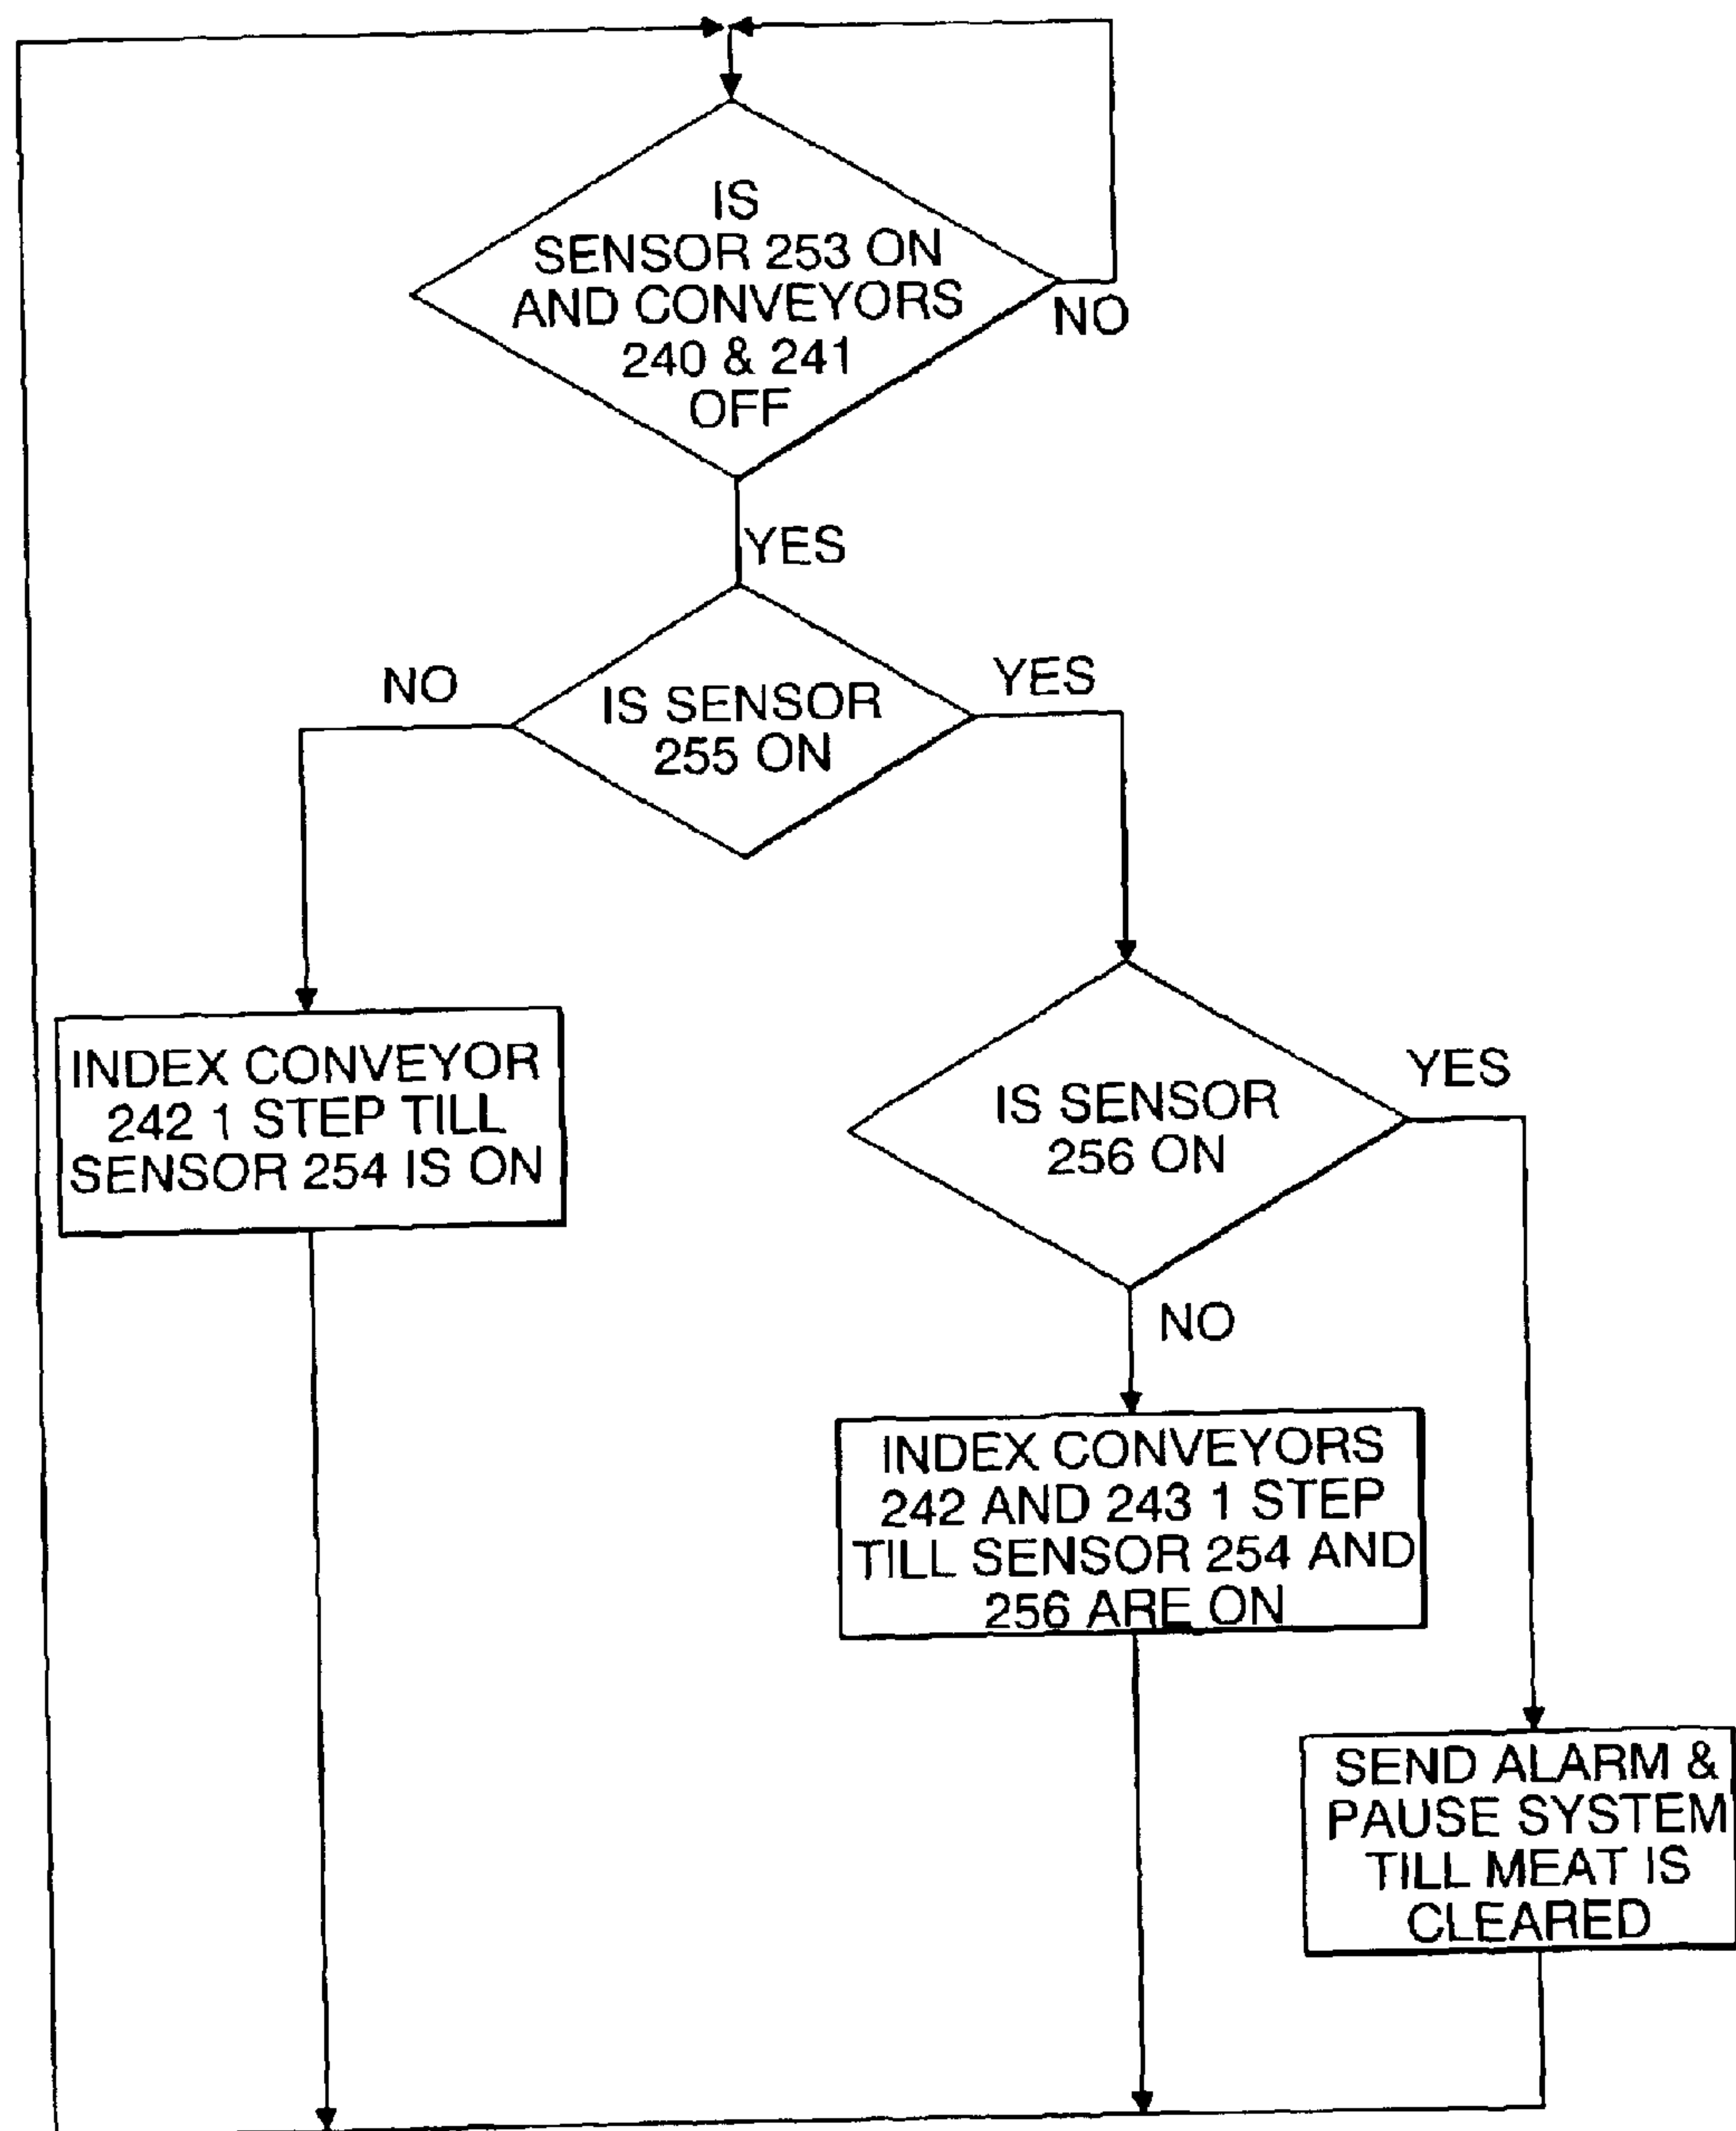 IS
SENSOR 253 ON
AND CONVEYORS
240 & 241
OFF
NO
YES
NO
IS SENSOR
255 ON
YES
INDEX CONVEYOR
242 1 STEP TILL
SENSOR 254 IS ON
IS SENSOR
256 ON
YES
NO
INDEX CONVEYORS
242 AND 243 1 STEP
TILL SENSOR 254 AND
256 ARE ON
SEND ALARM &
PAUSE SYSTEM
TILL MEAT IS
CLEARED